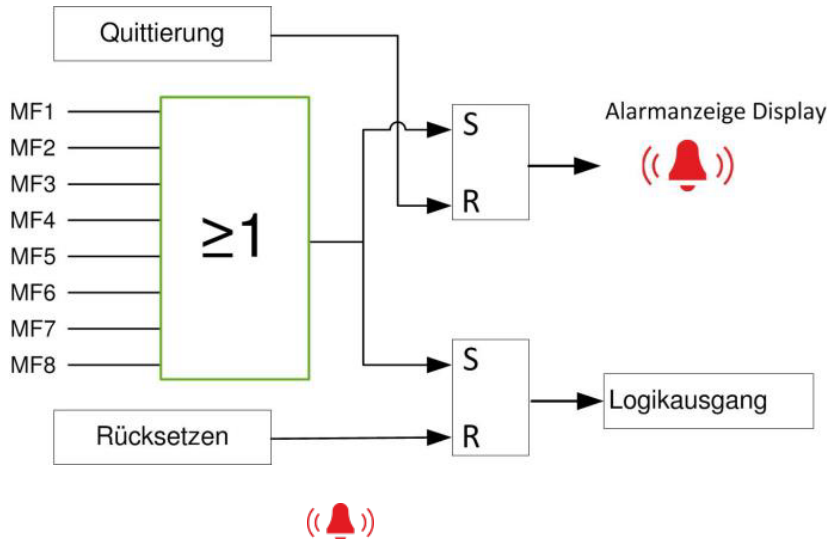 Quittierung
MF1
MF2
MF3
MF4
MF5
MF6
MF7
MF8
≥1
S
R
Alarmanzeige Display
S
R
Logikausgang
Rücksetzen